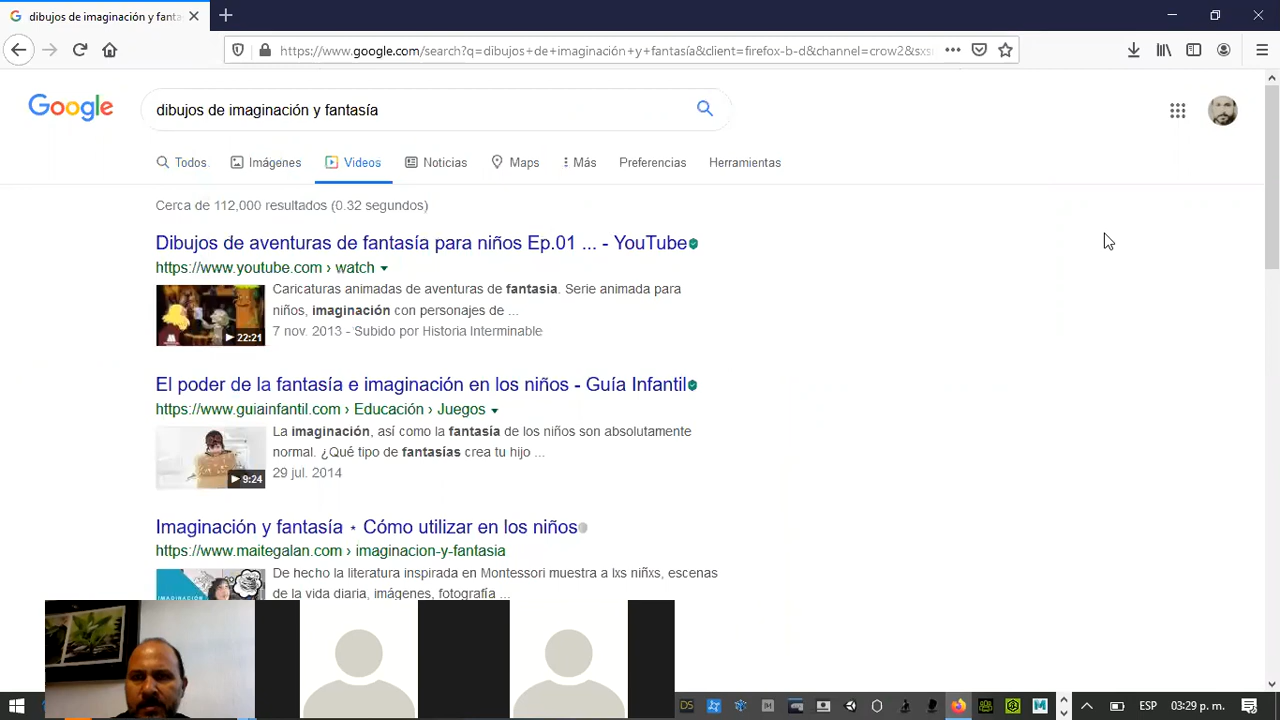 dibujos de imaginación y fanta
https://www.google.com/search?q=dibujos+de+imaginación+y+fantasía&client=firefox-b-d&channel=crow2&sxs
Google
dibujos de imaginación y fantasía
Todos
Imágenes
Videos
Noticias
Maps
Más
Preferencias
Herramientas
Cerca de 112,000 resultados (0.32 segundos)
Dibujos de aventuras de fantasía para niños Ep.01 ... - YouTube
https://www.youtube.com › watch
Caricaturas animadas de aventuras de fantasia. Serie animada para
niños, imaginación con personajes de ...
22:21
7 nov. 2013 - Subido por Historia Interminable
El poder de la fantasía e imaginación en los niños - Guía Infantil
https://www.guiainfantil.com › Educación › Juegos
La imaginación, así como la fantasía de los niños son absolutamente
normal. ¿Qué tipo de fantasías crea tu hijo ...
9:24
29 jul. 2014
Imaginación y fantasía ⋆ Cómo utilizar en los niños
https://www.maitegalan.com › imaginacion-y-fantasia
De hecho la literatura inspirada en Montessori muestra a lxs niñxs, escenas
de la vida diaria, imágenes, fotografía ...
DS
ESP
03:29 p. m.